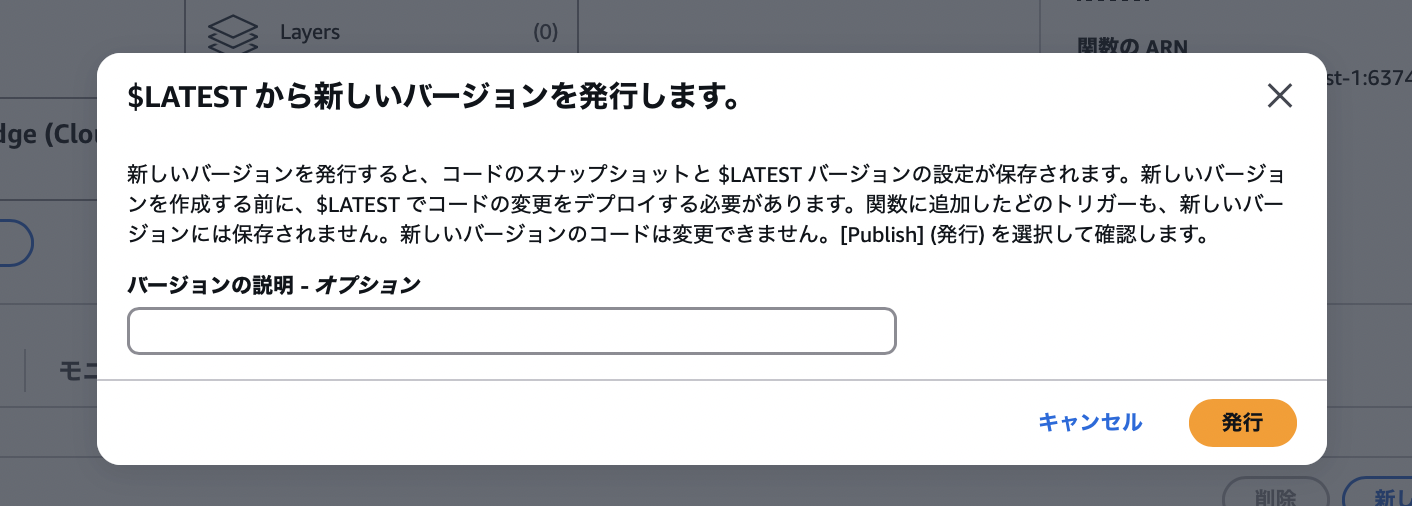 Layers (0)
関数の ARN
st-1:6374
dge (Clou
$LATEST から新しいバージョンを発行します。
新しいバージョンを発行すると、コードのスナップショットと $LATEST バージョンの設定が保存されます。新しいバージョ
ンを作成する前に、$LATEST でコードの変更をデプロイする必要があります。関数に追加したどのトリガーも、新しいバー
ジョンには保存されません。新しいバージョンのコードは変更できません。[Publish] (発行) を選択して確認します。
バージョンの説明 - オプション
モニ
キャンセル 発行
削除 新し